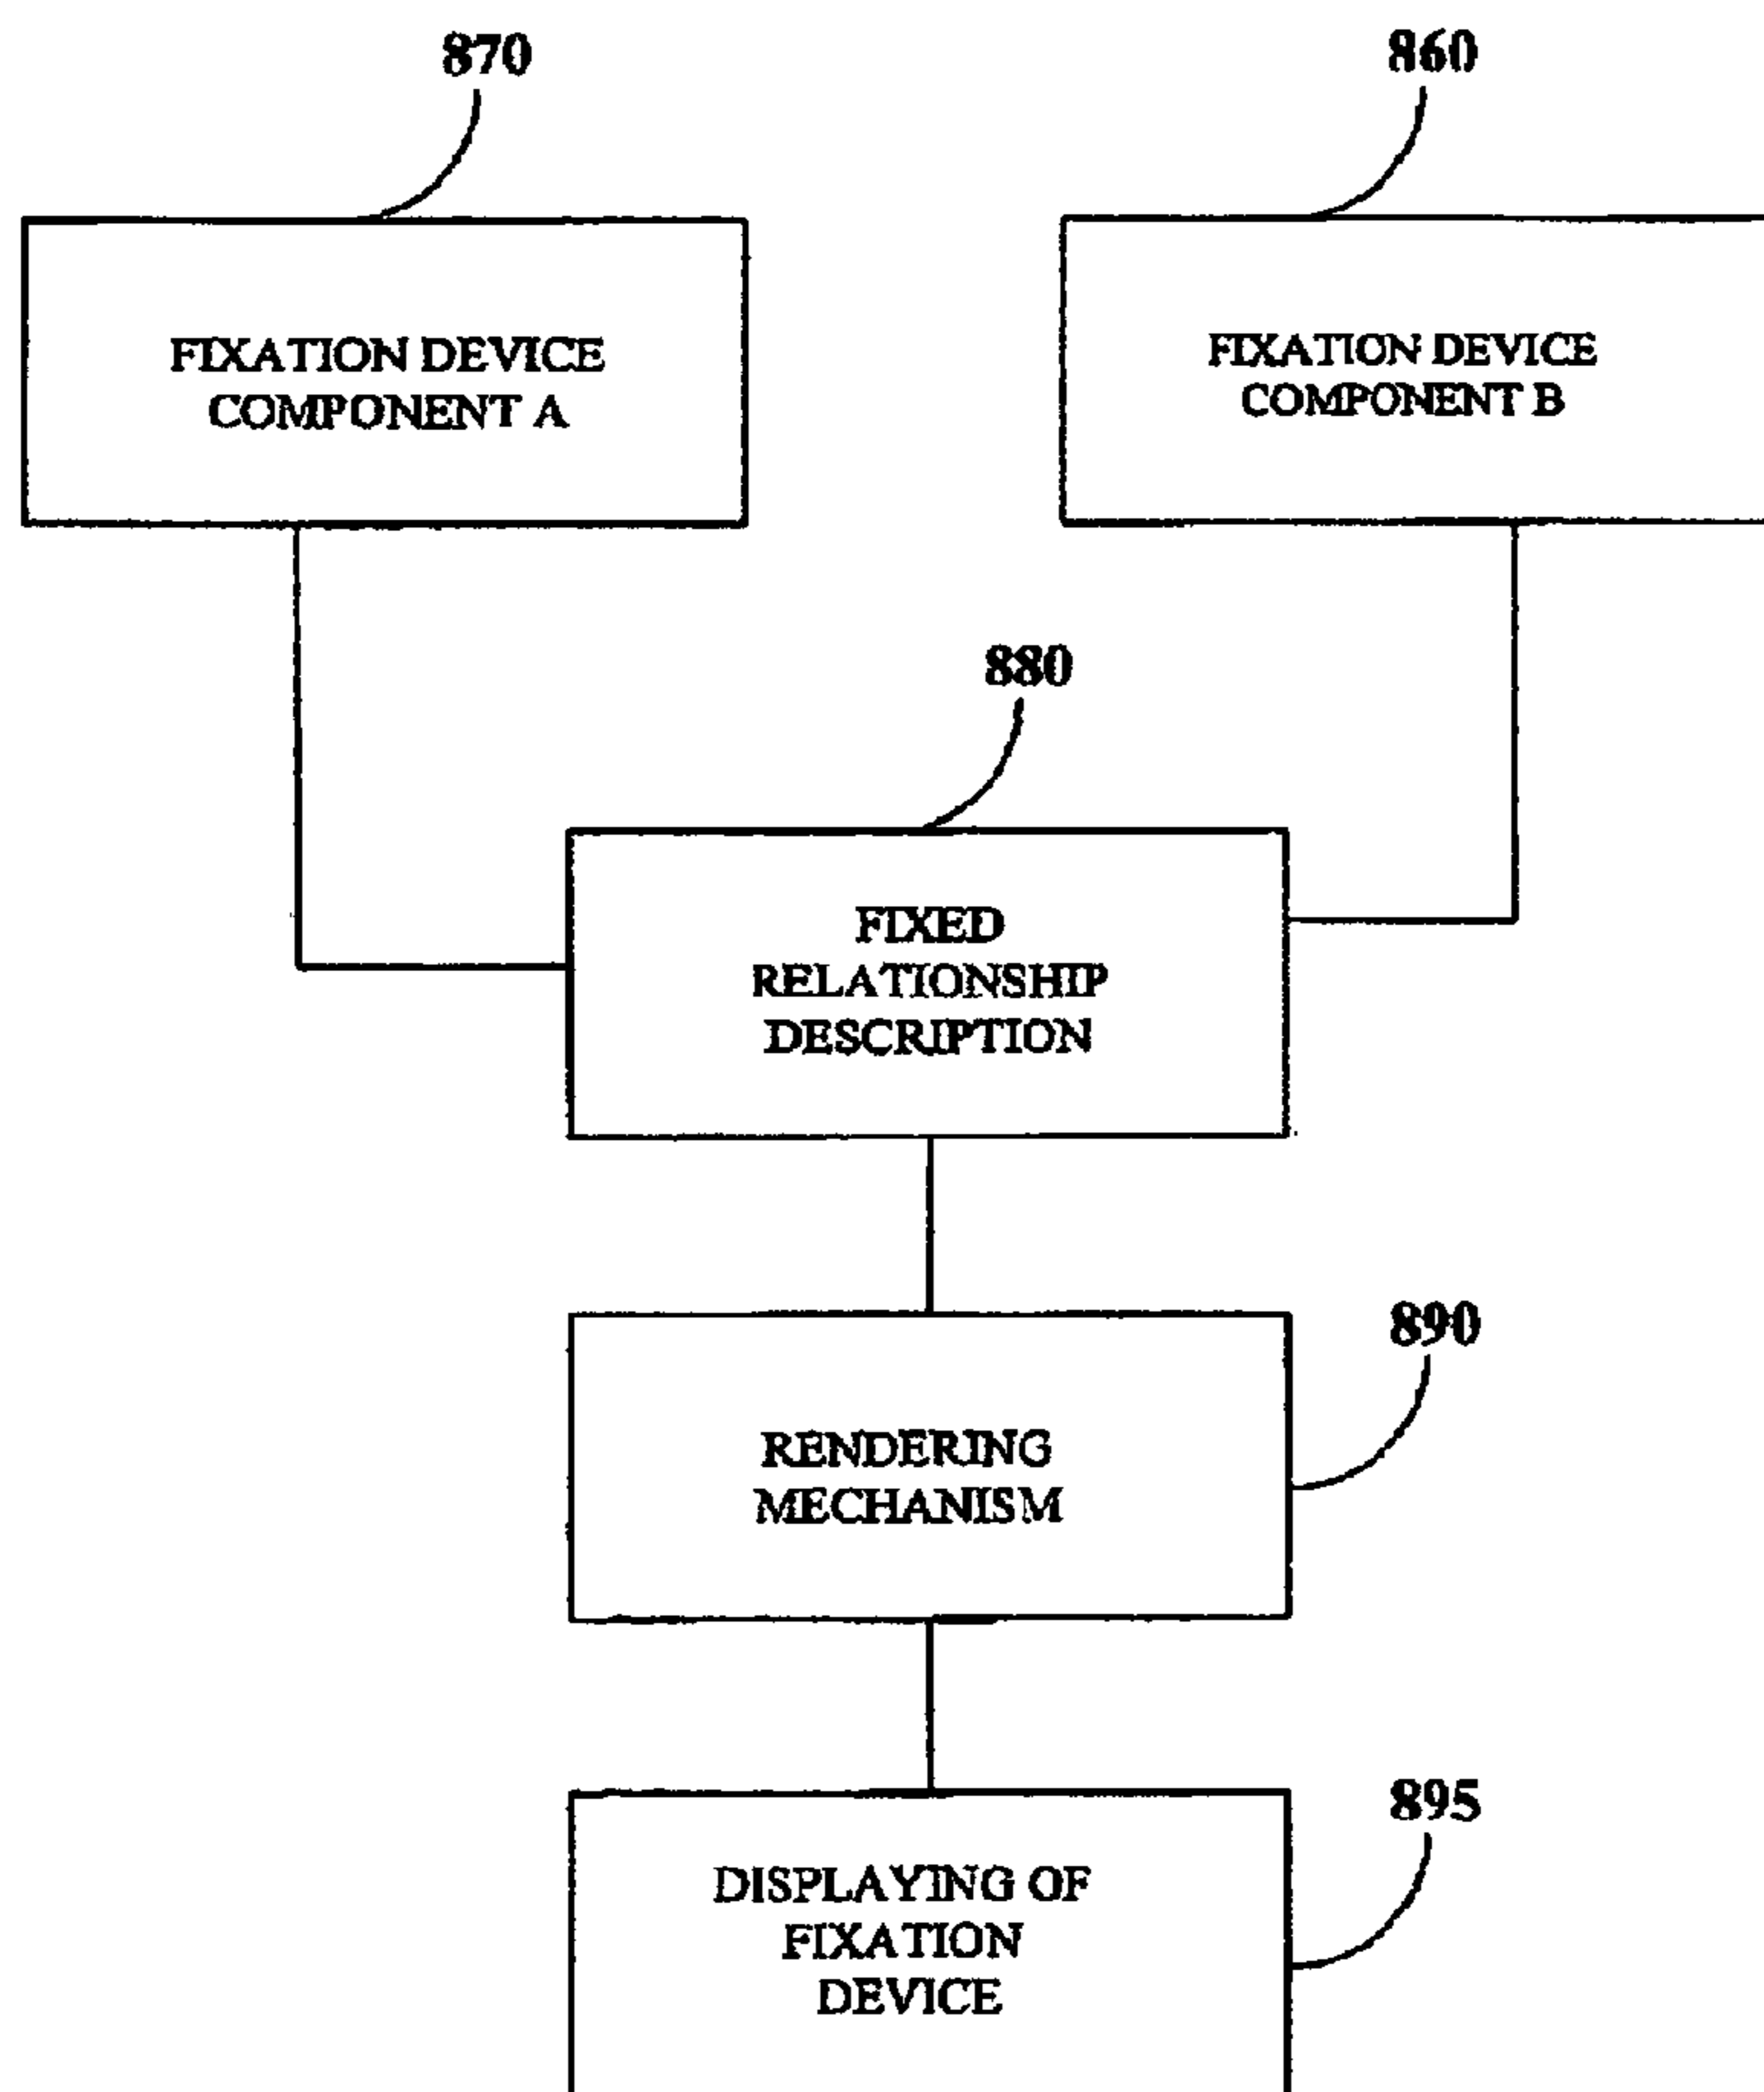 870
860
FIXATION DEVICE
COMPONENT A
FIXATION DEVICE
COMPONENT B
880
FIXED
RELATIONSHIP
DESCRIPTION
890
RENDERING
MECHANISM
895
DISPLAYING OF
FIXATION
DEVICE